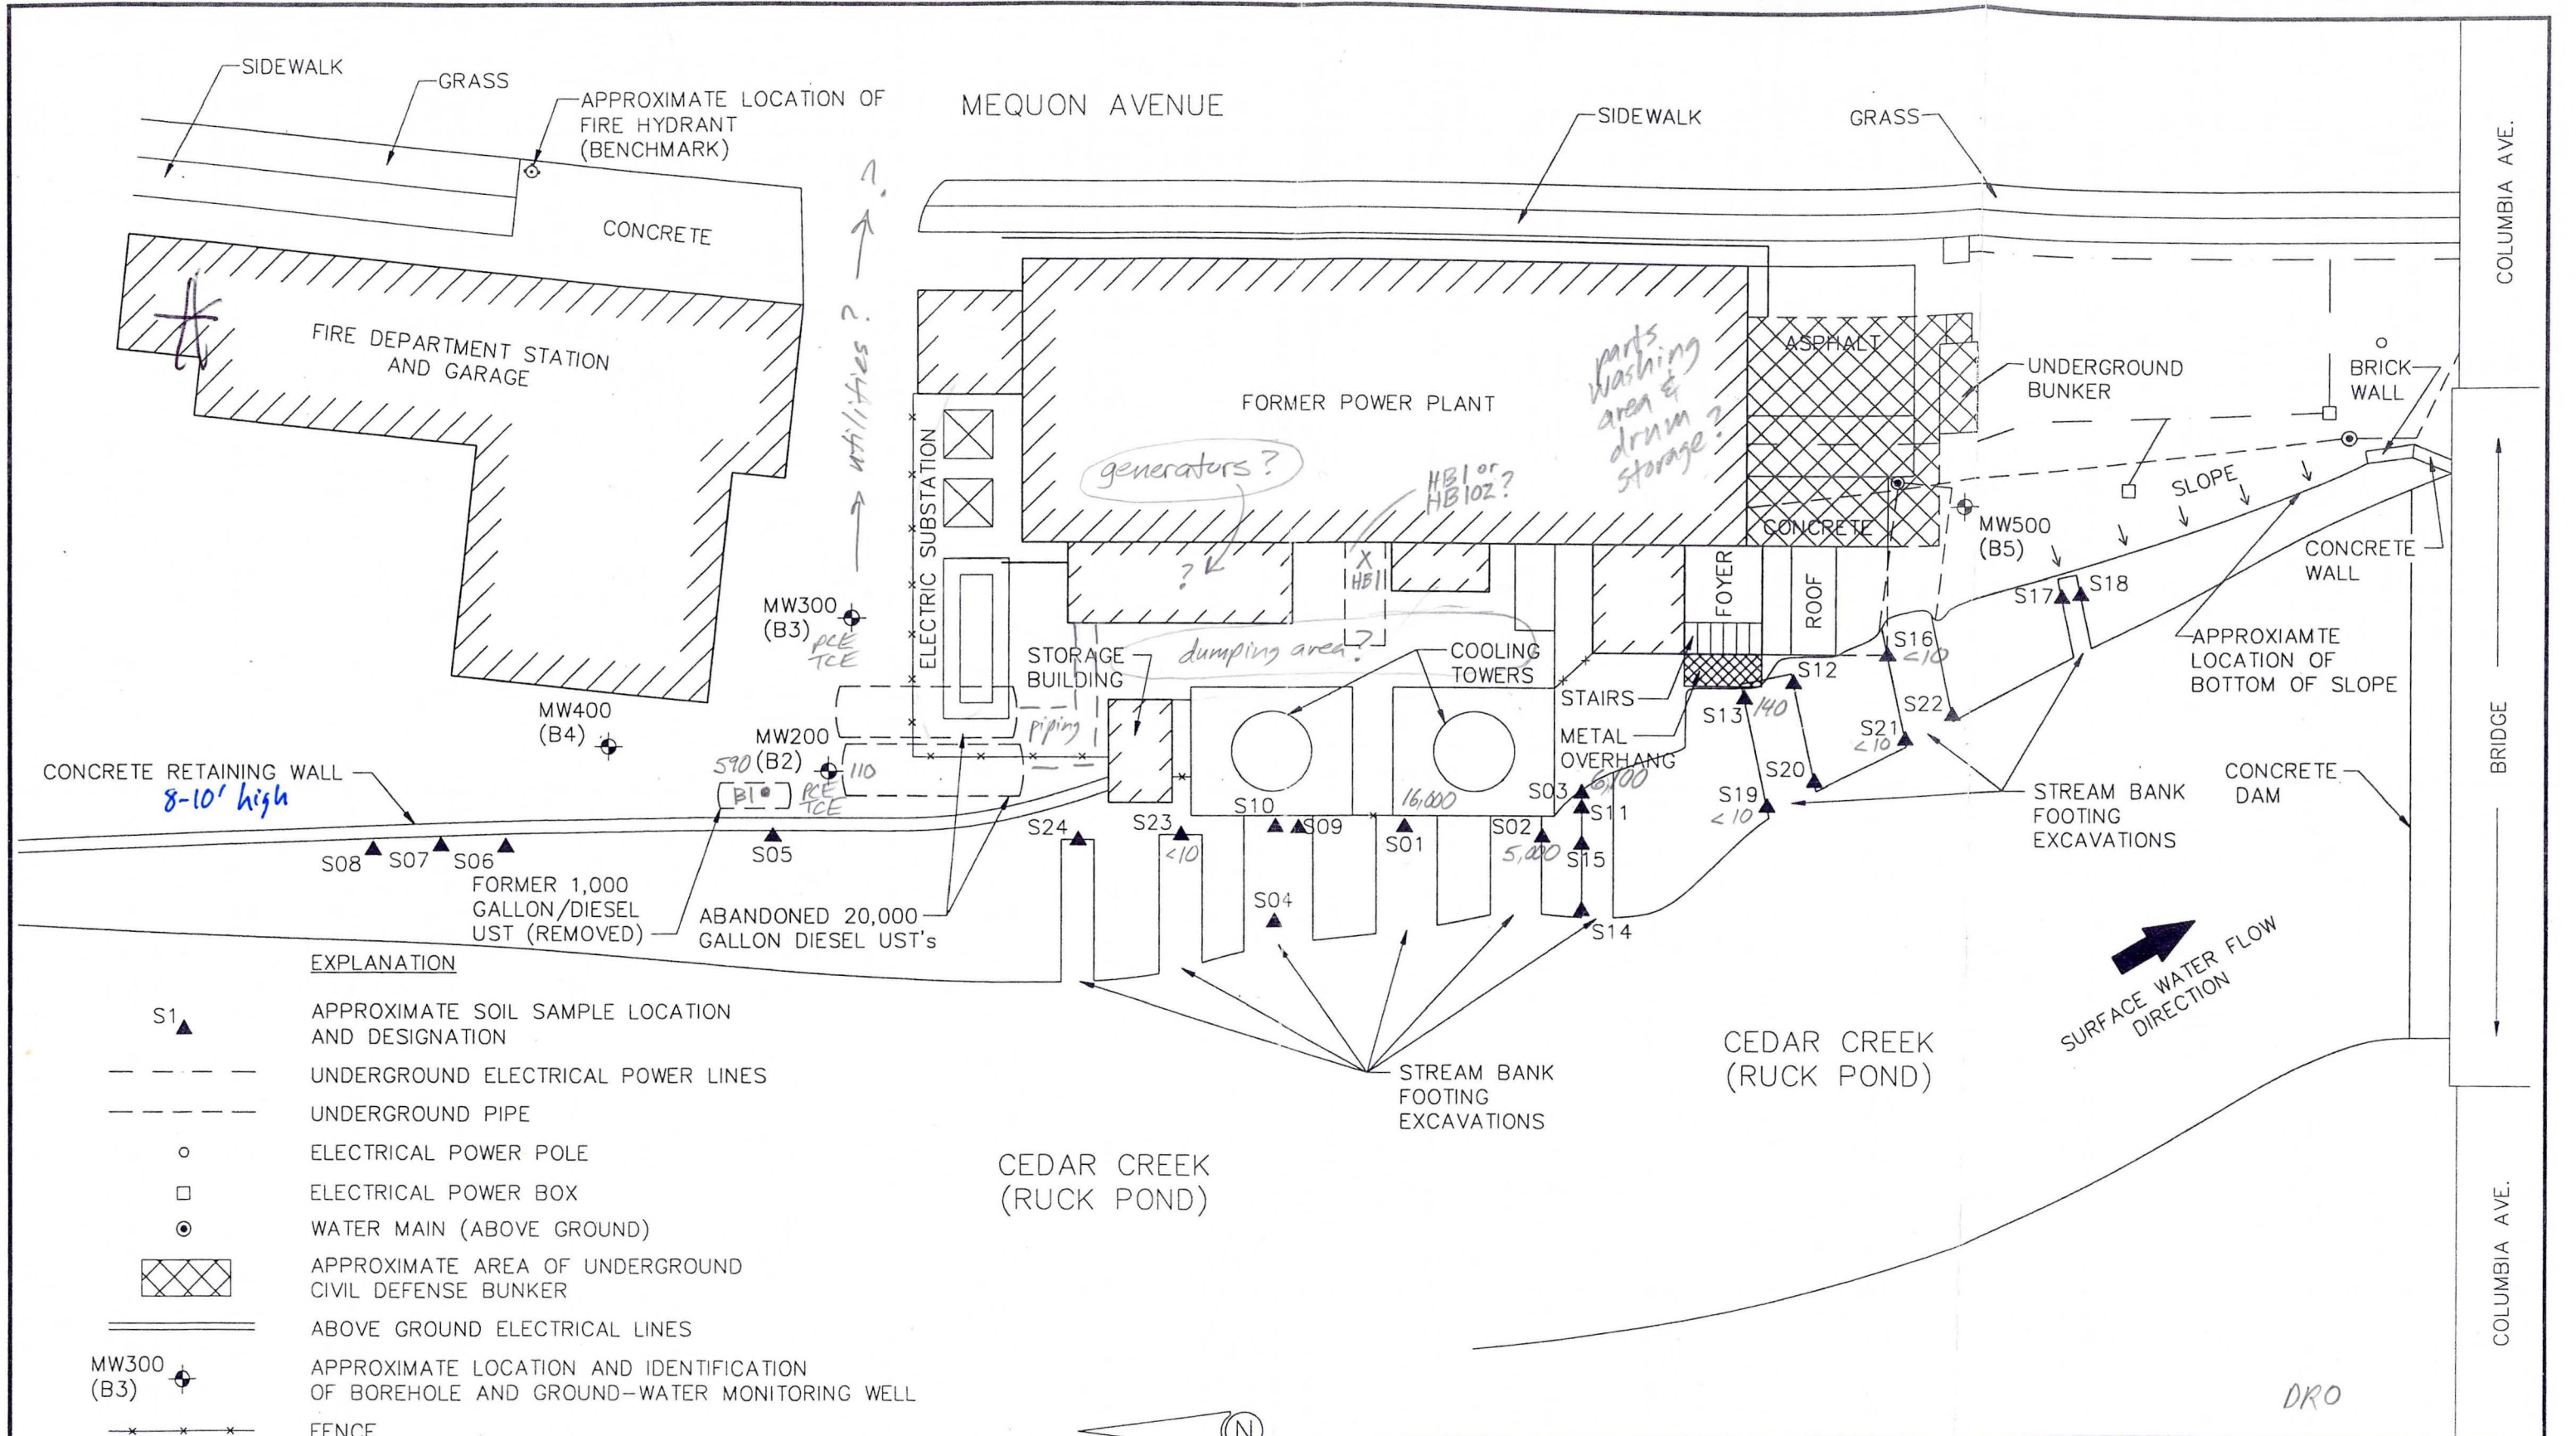 SIDEWALK
GRASS
APPROXIMATE LOCATION OF
FIRE HYDRANT
(BENCHMARK)
MEQUON AVENUE
SIDEWALK
GRASS
COLUMBIA AVE.
CONCRETE
?
→ utilities? →
FIRE DEPARTMENT STATION
AND GARAGE
FORMER POWER PLANT
parts
washing
area &
drum
storage?
ASPHALT
UNDERGROUND
BUNKER
BRICK
WALL
generators?
HB1 or
HB102?
ELECTRIC SUBSTATION
CONCRETE
SLOPE
MW500
(B5)
CONCRETE
WALL
?
X
HB1
FOYER
ROOF
S17
S18
MW300
(B3)
PCE
TCE
STORAGE
BUILDING
dumping area?
COOLING
TOWERS
STAIRS
S12
S16
<10
APPROXIAMTE
LOCATION OF
BOTTOM OF SLOPE
MW400
(B4)
MW200
(B2)
590
110
PCE
TCE
B1
piping
METAL
OVERHANG
S13
140
S22
S21
<10
BRIDGE
CONCRETE RETAINING WALL
8-10' high
S03
S11
S10
S09
16,000
S01
S02
5,000
S15
S20
S19
<10
STREAM BANK
FOOTING
EXCAVATIONS
CONCRETE
DAM
S08
S07
S06
S05
S24
S23
<10
FORMER 1,000
GALLON/DIESEL
UST (REMOVED)
ABANDONED 20,000
GALLON DIESEL UST's
S04
S14
SURFACE WATER FLOW
DIRECTION
EXPLANATION
S1
APPROXIMATE SOIL SAMPLE LOCATION
AND DESIGNATION
UNDERGROUND ELECTRICAL POWER LINES
UNDERGROUND PIPE
ELECTRICAL POWER POLE
ELECTRICAL POWER BOX
WATER MAIN (ABOVE GROUND)
APPROXIMATE AREA OF UNDERGROUND
CIVIL DEFENSE BUNKER
ABOVE GROUND ELECTRICAL LINES
MW300
(B3)
APPROXIMATE LOCATION AND IDENTIFICATION
OF BOREHOLE AND GROUND-WATER MONITORING WELL
FENCE
STREAM BANK
FOOTING
EXCAVATIONS
CEDAR CREEK
(RUCK POND)
CEDAR CREEK
(RUCK POND)
COLUMBIA AVE.
N
DRO